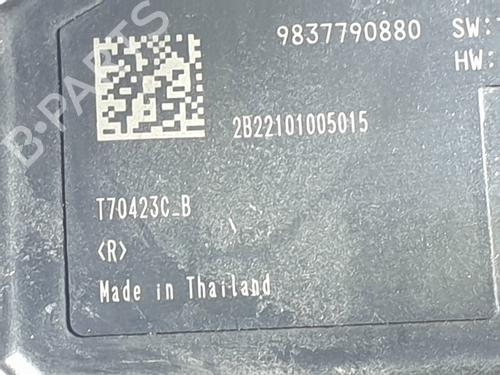 9837790880 SW:
HW:
2B22101005015
T70423C_B
<R>
Made in Thailand
B-PARTS